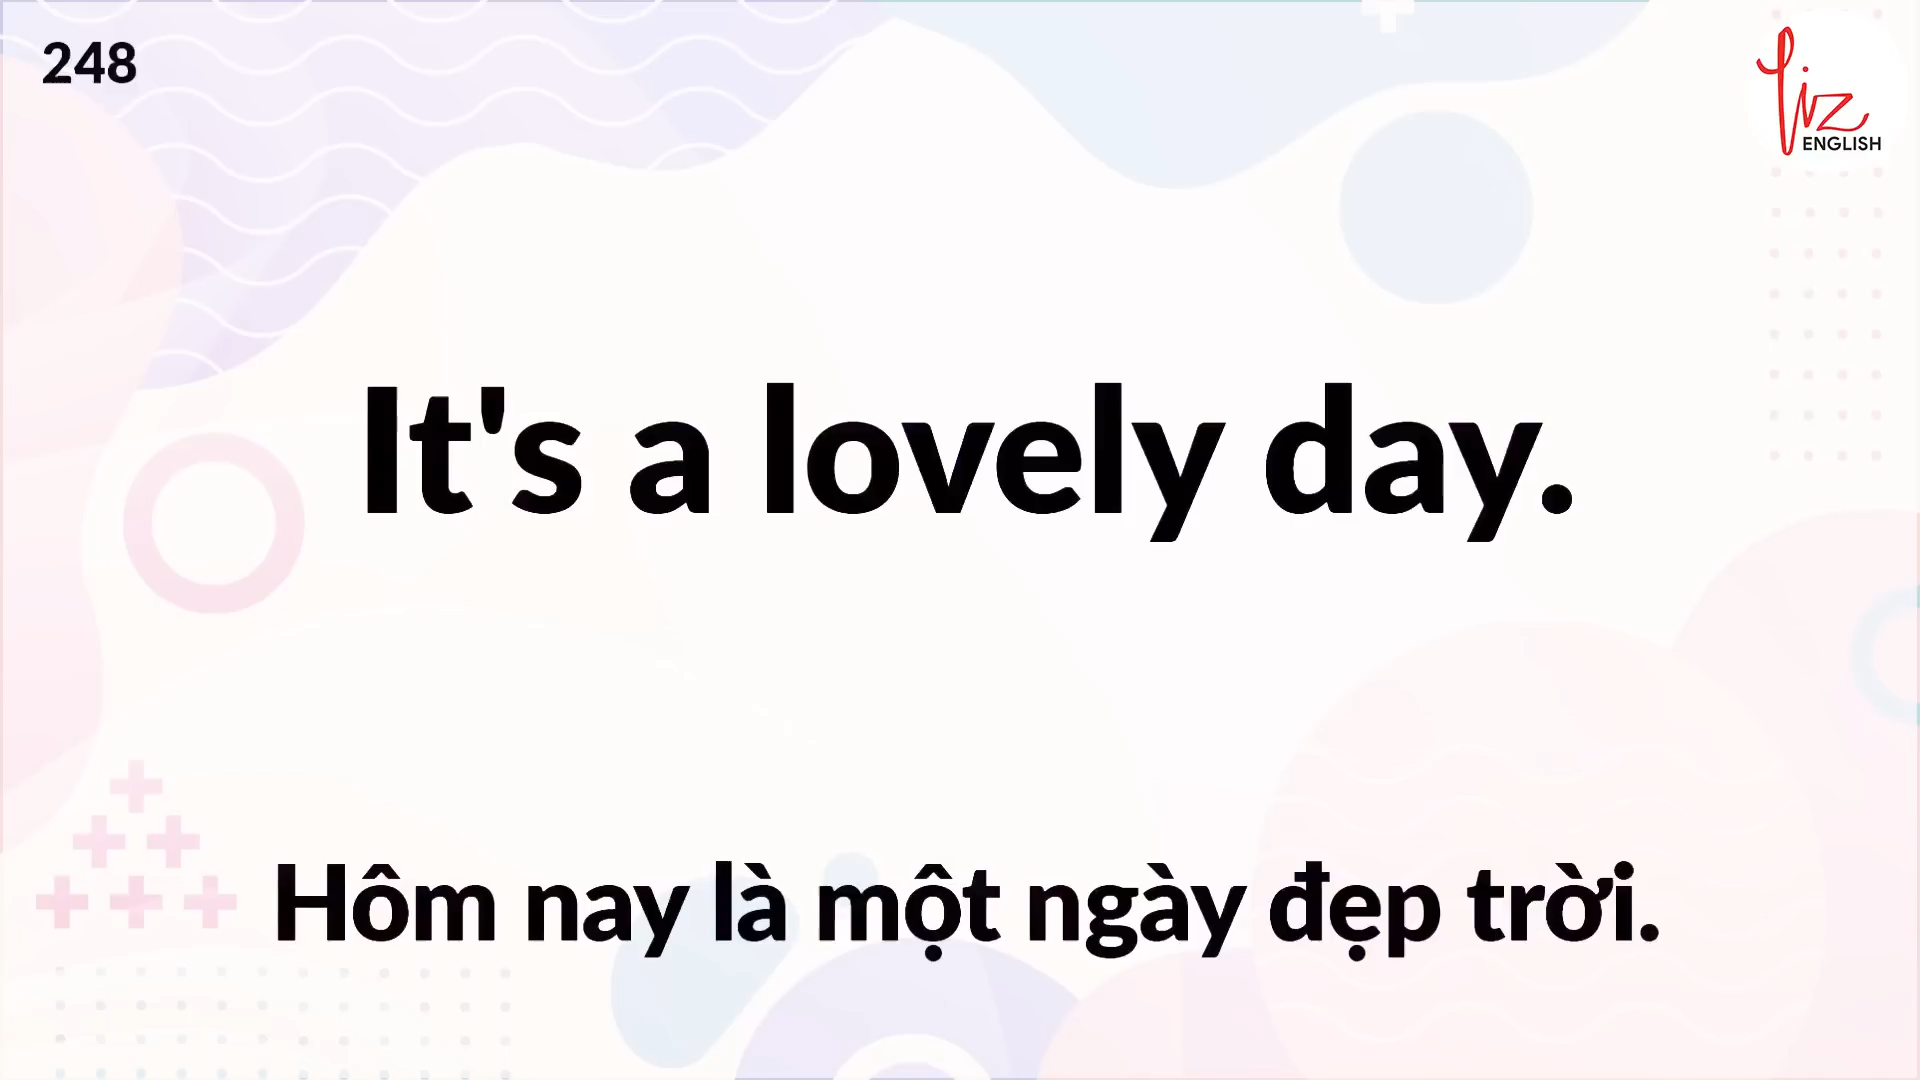 248
Liz
ENGLISH
It's a lovely day.
Hôm nay là một ngày đẹp trời.